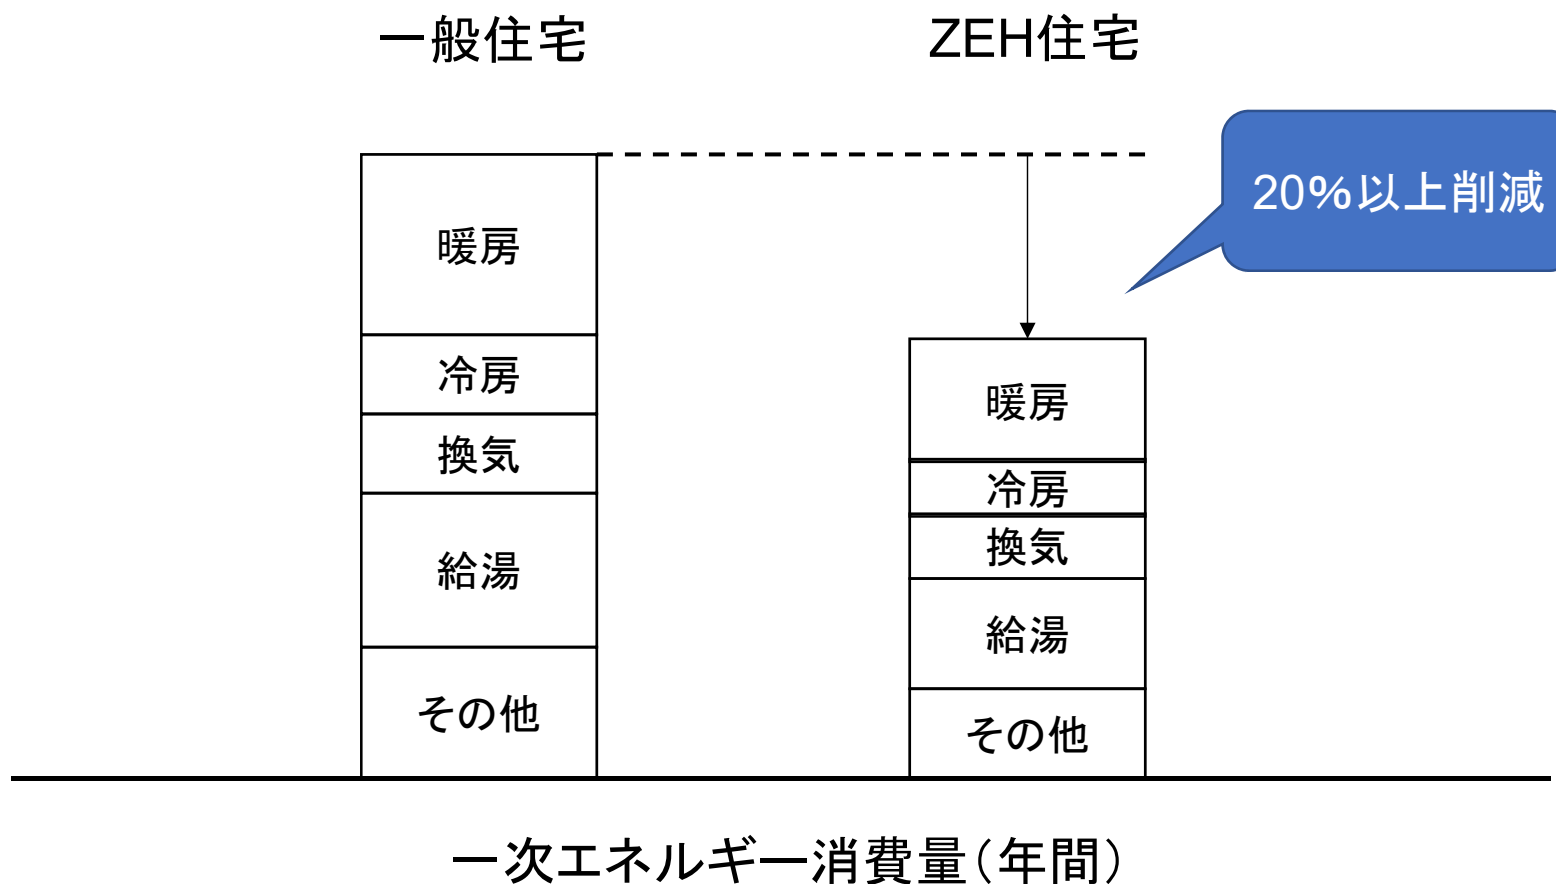 一般住宅
ZEH住宅
20%以上削減
暖房
冷房
換気
給湯
その他
暖房
冷房
換気
給湯
その他
一次エネルギー消費量（年間）